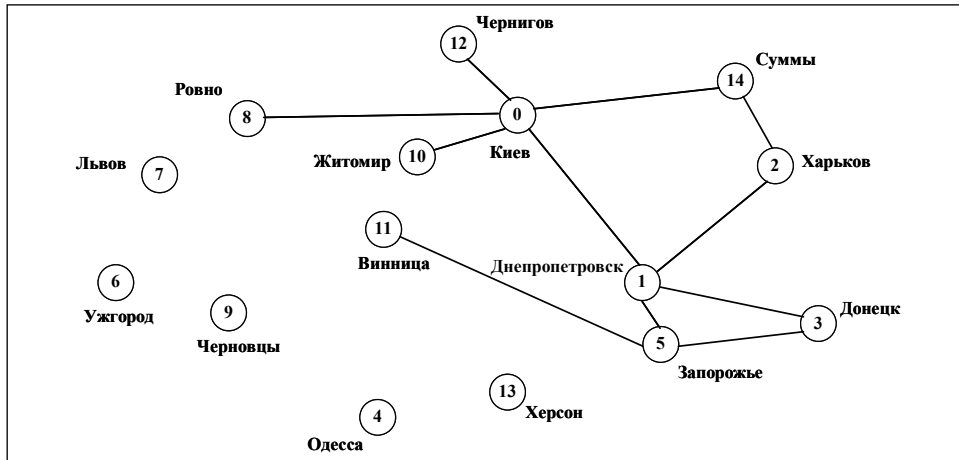 Чернигов
12
Суммы
14
Ровно
8
0
Киев
Житомир
10
Львов
7
2
Харьков
11
Винница
Днепропетровск
1
6
Ужгород
9
Черновцы
3
Донецк
5
Запорожье
13
Херсон
4
Одесса